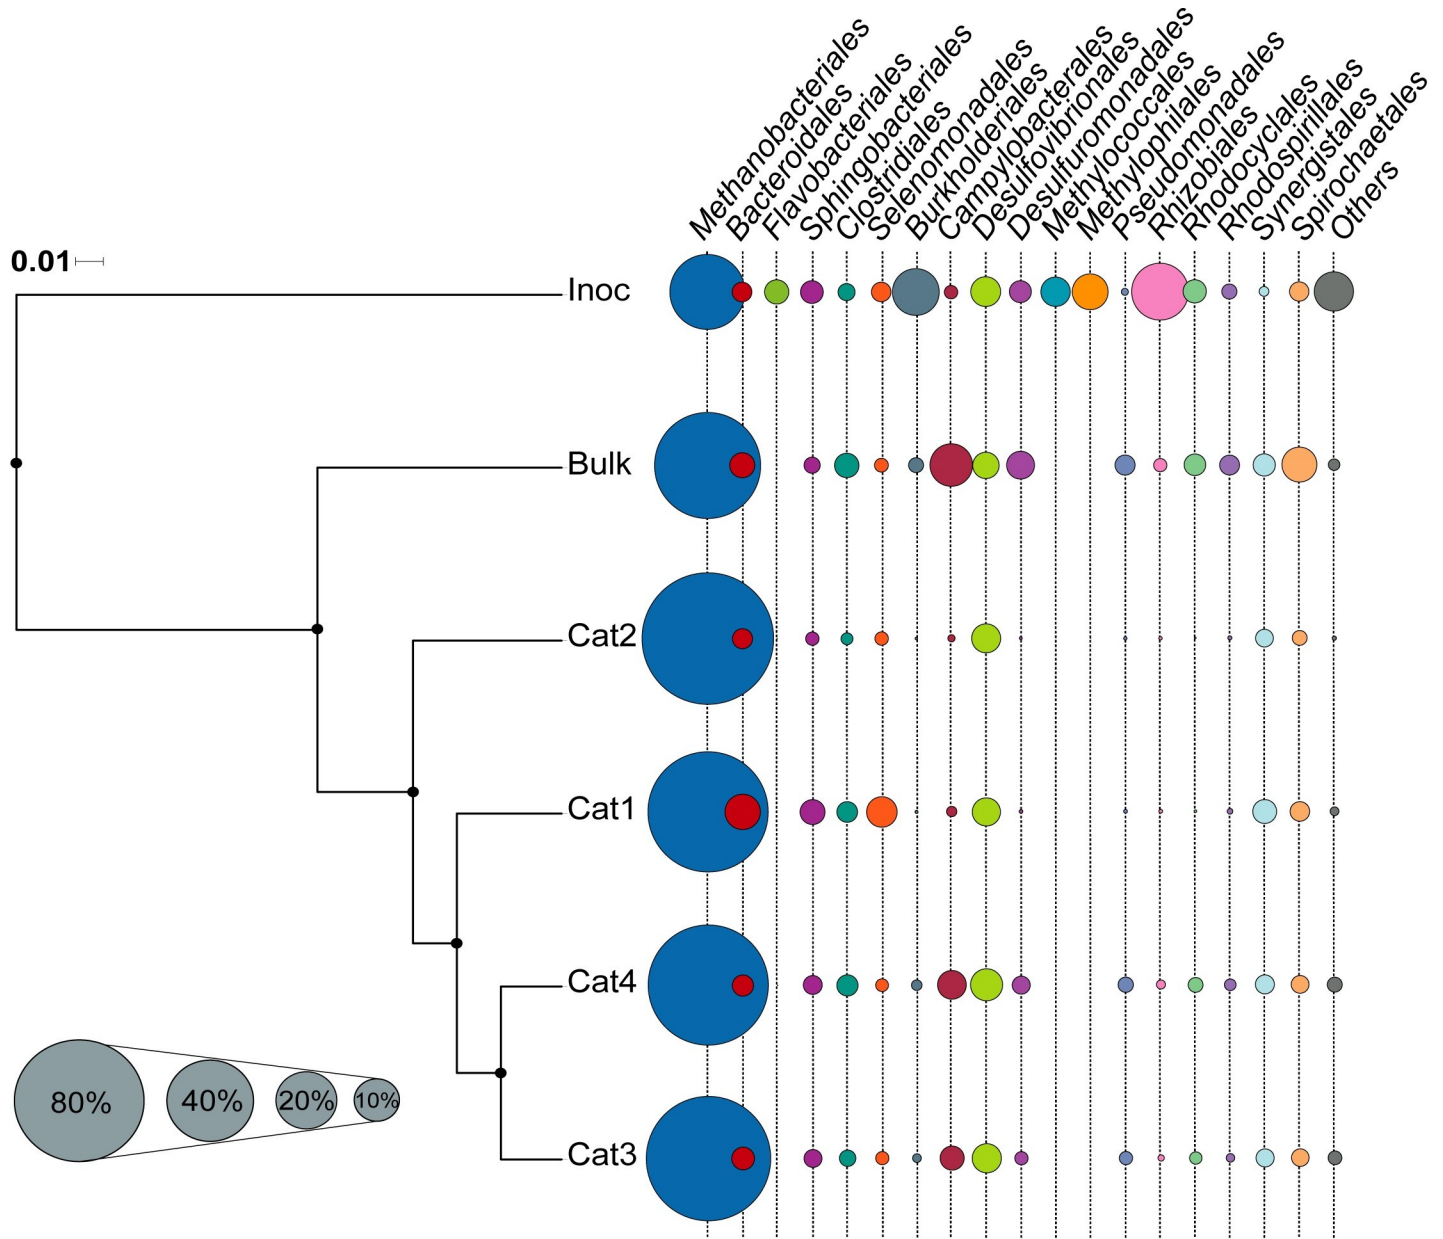 Methanobacteriales
Bacteroidales
Flavobacteriales
Sphingobacteriales
Clostridiales
Selenomonadales
Burkholderiales
Campylobacterales
Desulfovibrionales
Desulfuromonadales
Methylococcales
Methylophilales
Pseudomonadales
Rhizobiales
Rhodocyclales
Rhodospirillales
Synergistales
Spirochaetales
Others
0.01
Inoc
Bulk
Cat2
Cat1
Cat4
80% 40% 20% 10%
Cat3